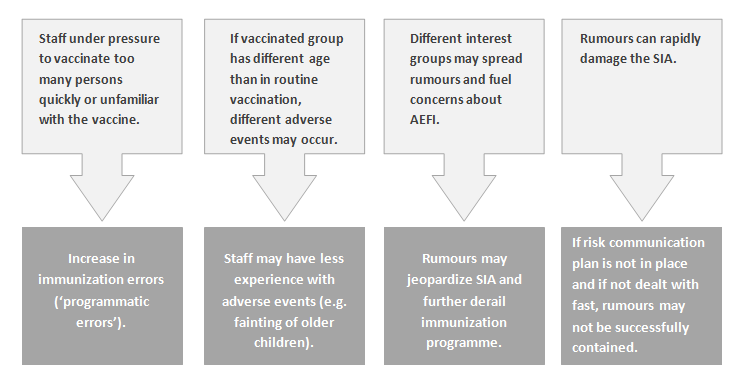 Staff under pressure
to vaccinate too
many persons
quickly or unfamiliar
with the vaccine.
If vaccinated group
has different age
than in routine
vaccination,
different adverse
events may occur.
Different interest
groups may spread
rumours and fuel
concerns about
AEFI.
Rumours can rapidly
damage the SIA.
Increase in
immunization errors
(‘programmatic
errors’).
Staff may have less
experience with
adverse events (e.g.
fainting of older
children).
Rumours may
jeopardize SIA and
further derail
immunization
programme.
If risk communication
plan is not in place
and if not dealt with
fast, rumours may
not be successfully
contained.